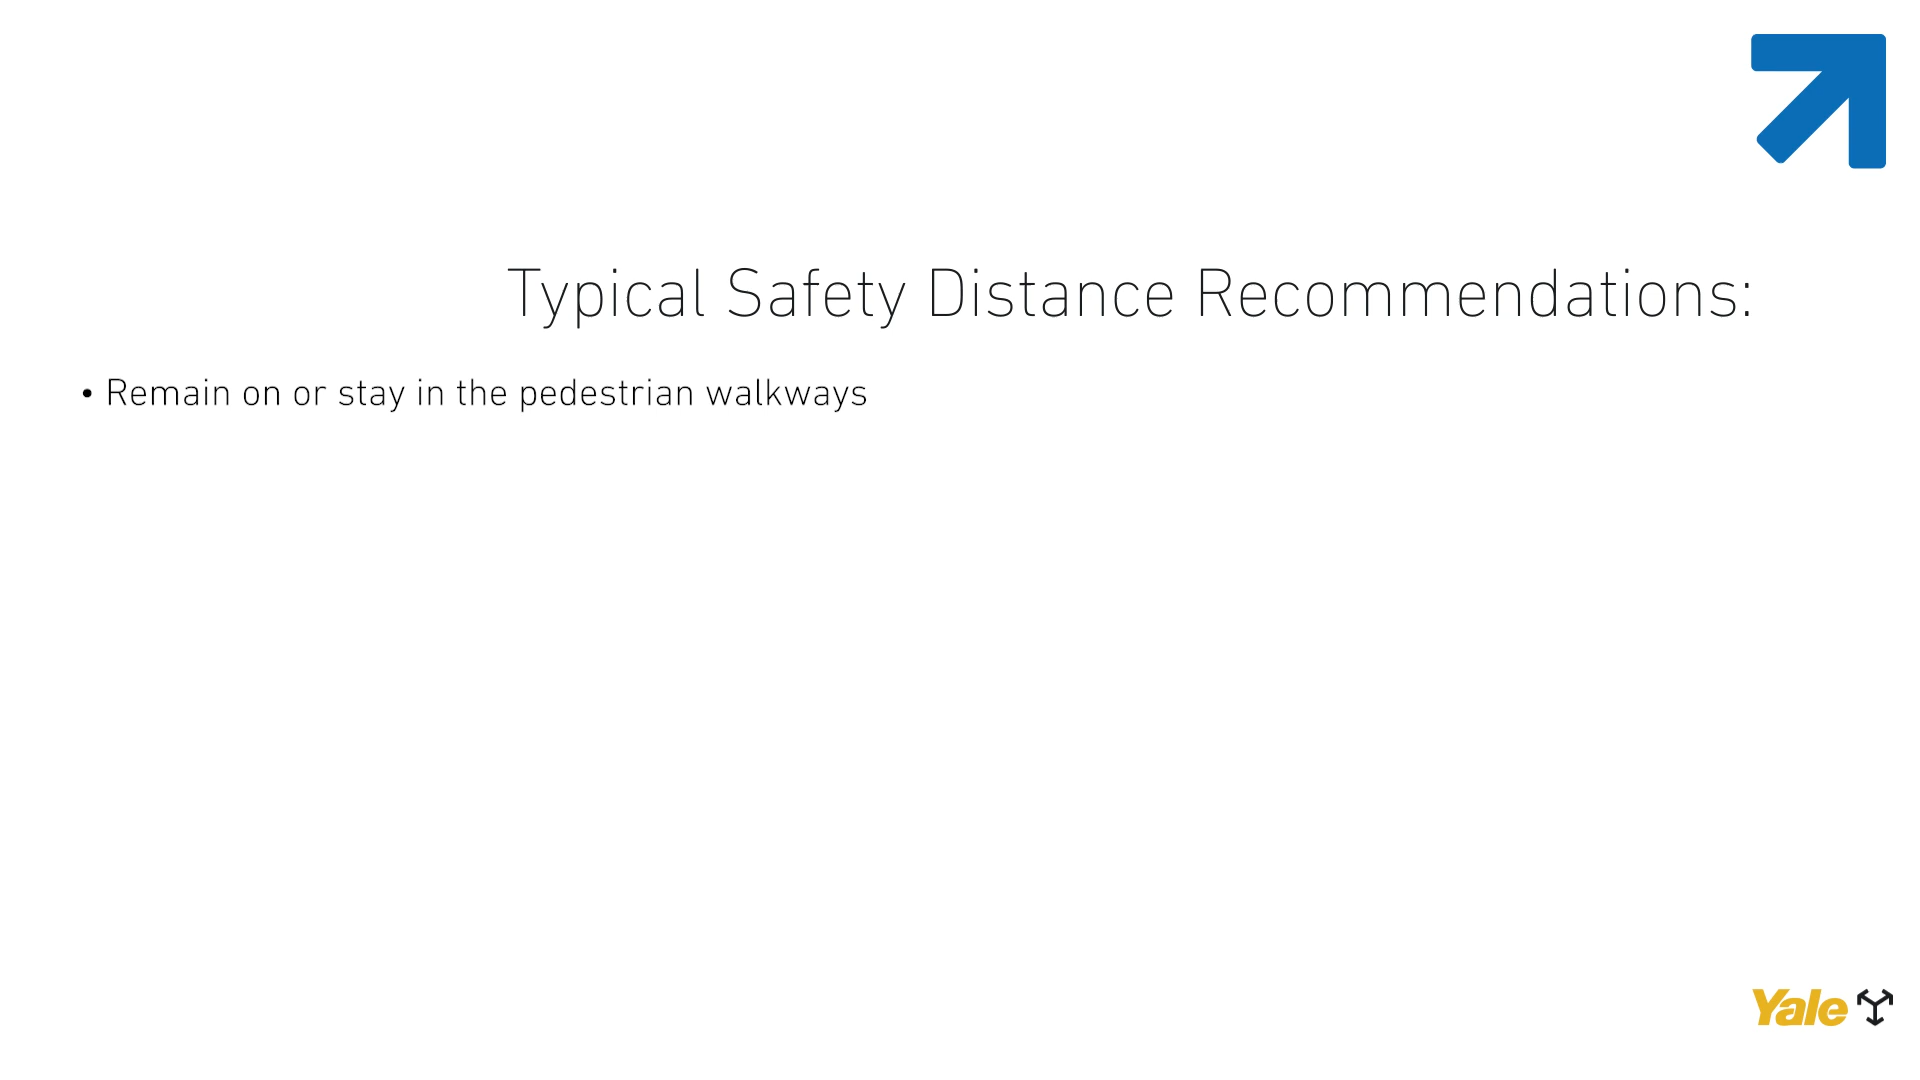 Typical Safety Distance Recommendations:
• Remain on or stay in the pedestrian walkways
Yale